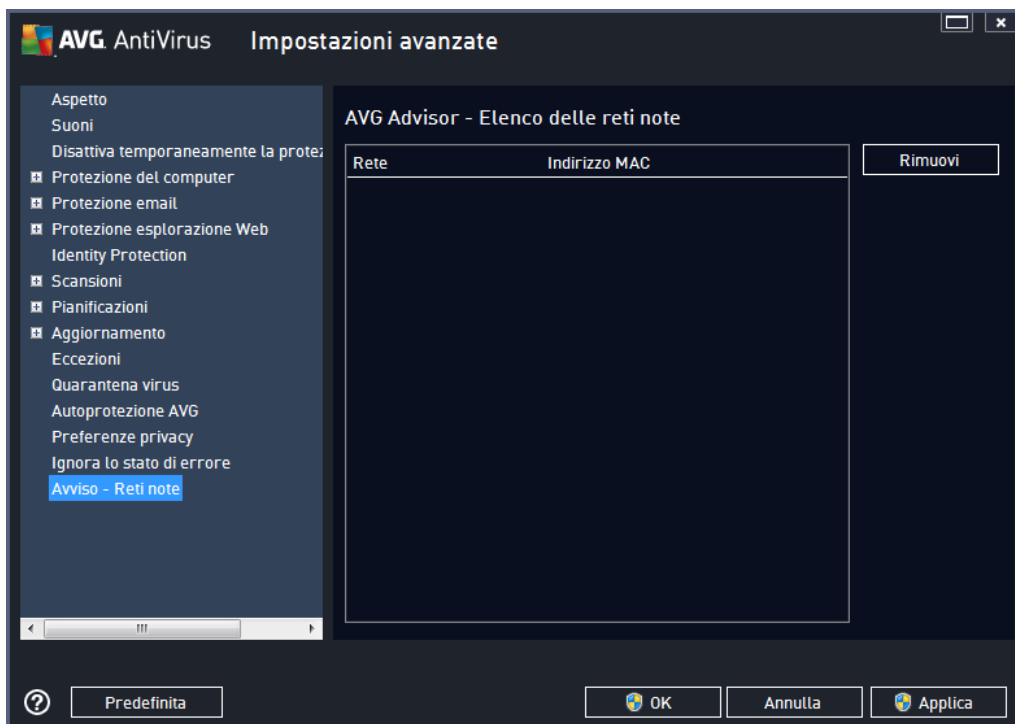 AVG. AntiVirus Impostazioni avanzate
Aspetto
Suoni
Disattiva temporaneamente la protez
Protezione del computer
Protezione email
Protezione esplorazione Web
Identity Protection
Scansioni
Pianificazioni
Aggiornamento
Eccezioni
Quarantena virus
Autoprotezione AVG
Preferenze privacy
Ignora lo stato di errore
Avviso - Reti note
AVG Advisor - Elenco delle reti note
Rete Indirizzo MAC
Rimuovi
? Predefinita OK Annulla Applica